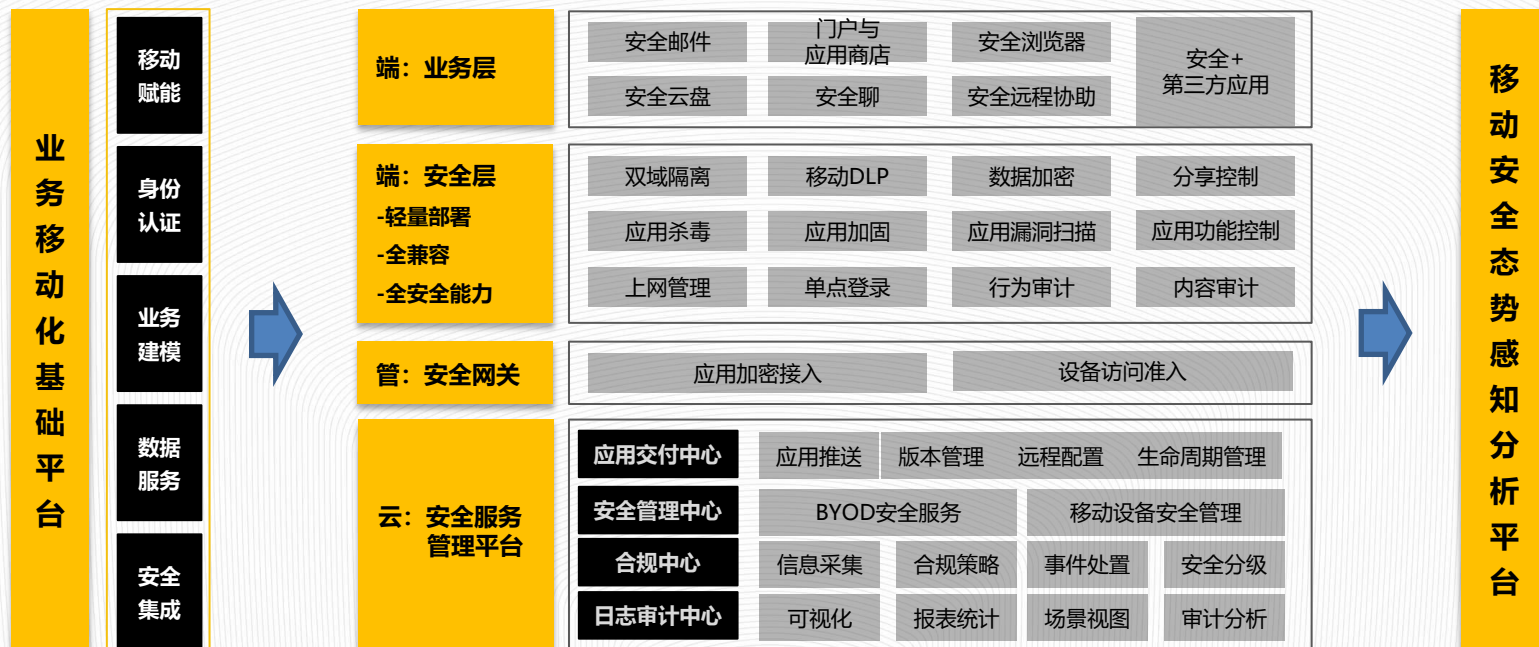 业务移动化基础平台
移动
赋能
身份
认证
业务
建模
数据
服务
安全
集成
端：业务层
安全邮件
门户与
应用商店
安全浏览器
安全+
第三方应用
安全云盘
安全聊
安全远程协助
端：安全层
-轻量部署
-全兼容
-全安全能力
双域隔离
移动DLP
数据加密
分享控制
应用杀毒
应用加固
应用漏洞扫描
应用功能控制
上网管理
单点登录
行为审计
内容审计
管：安全网关
应用加密接入
设备访问准入
云：安全服务
管理平台
应用交付中心
应用推送
版本管理
远程配置
生命周期管理
安全管理中心
BYOD安全服务
移动设备安全管理
合规中心
信息采集
合规策略
事件处置
安全分级
日志审计中心
可视化
报表统计
场景视图
审计分析
移动安全态势感知分析平台